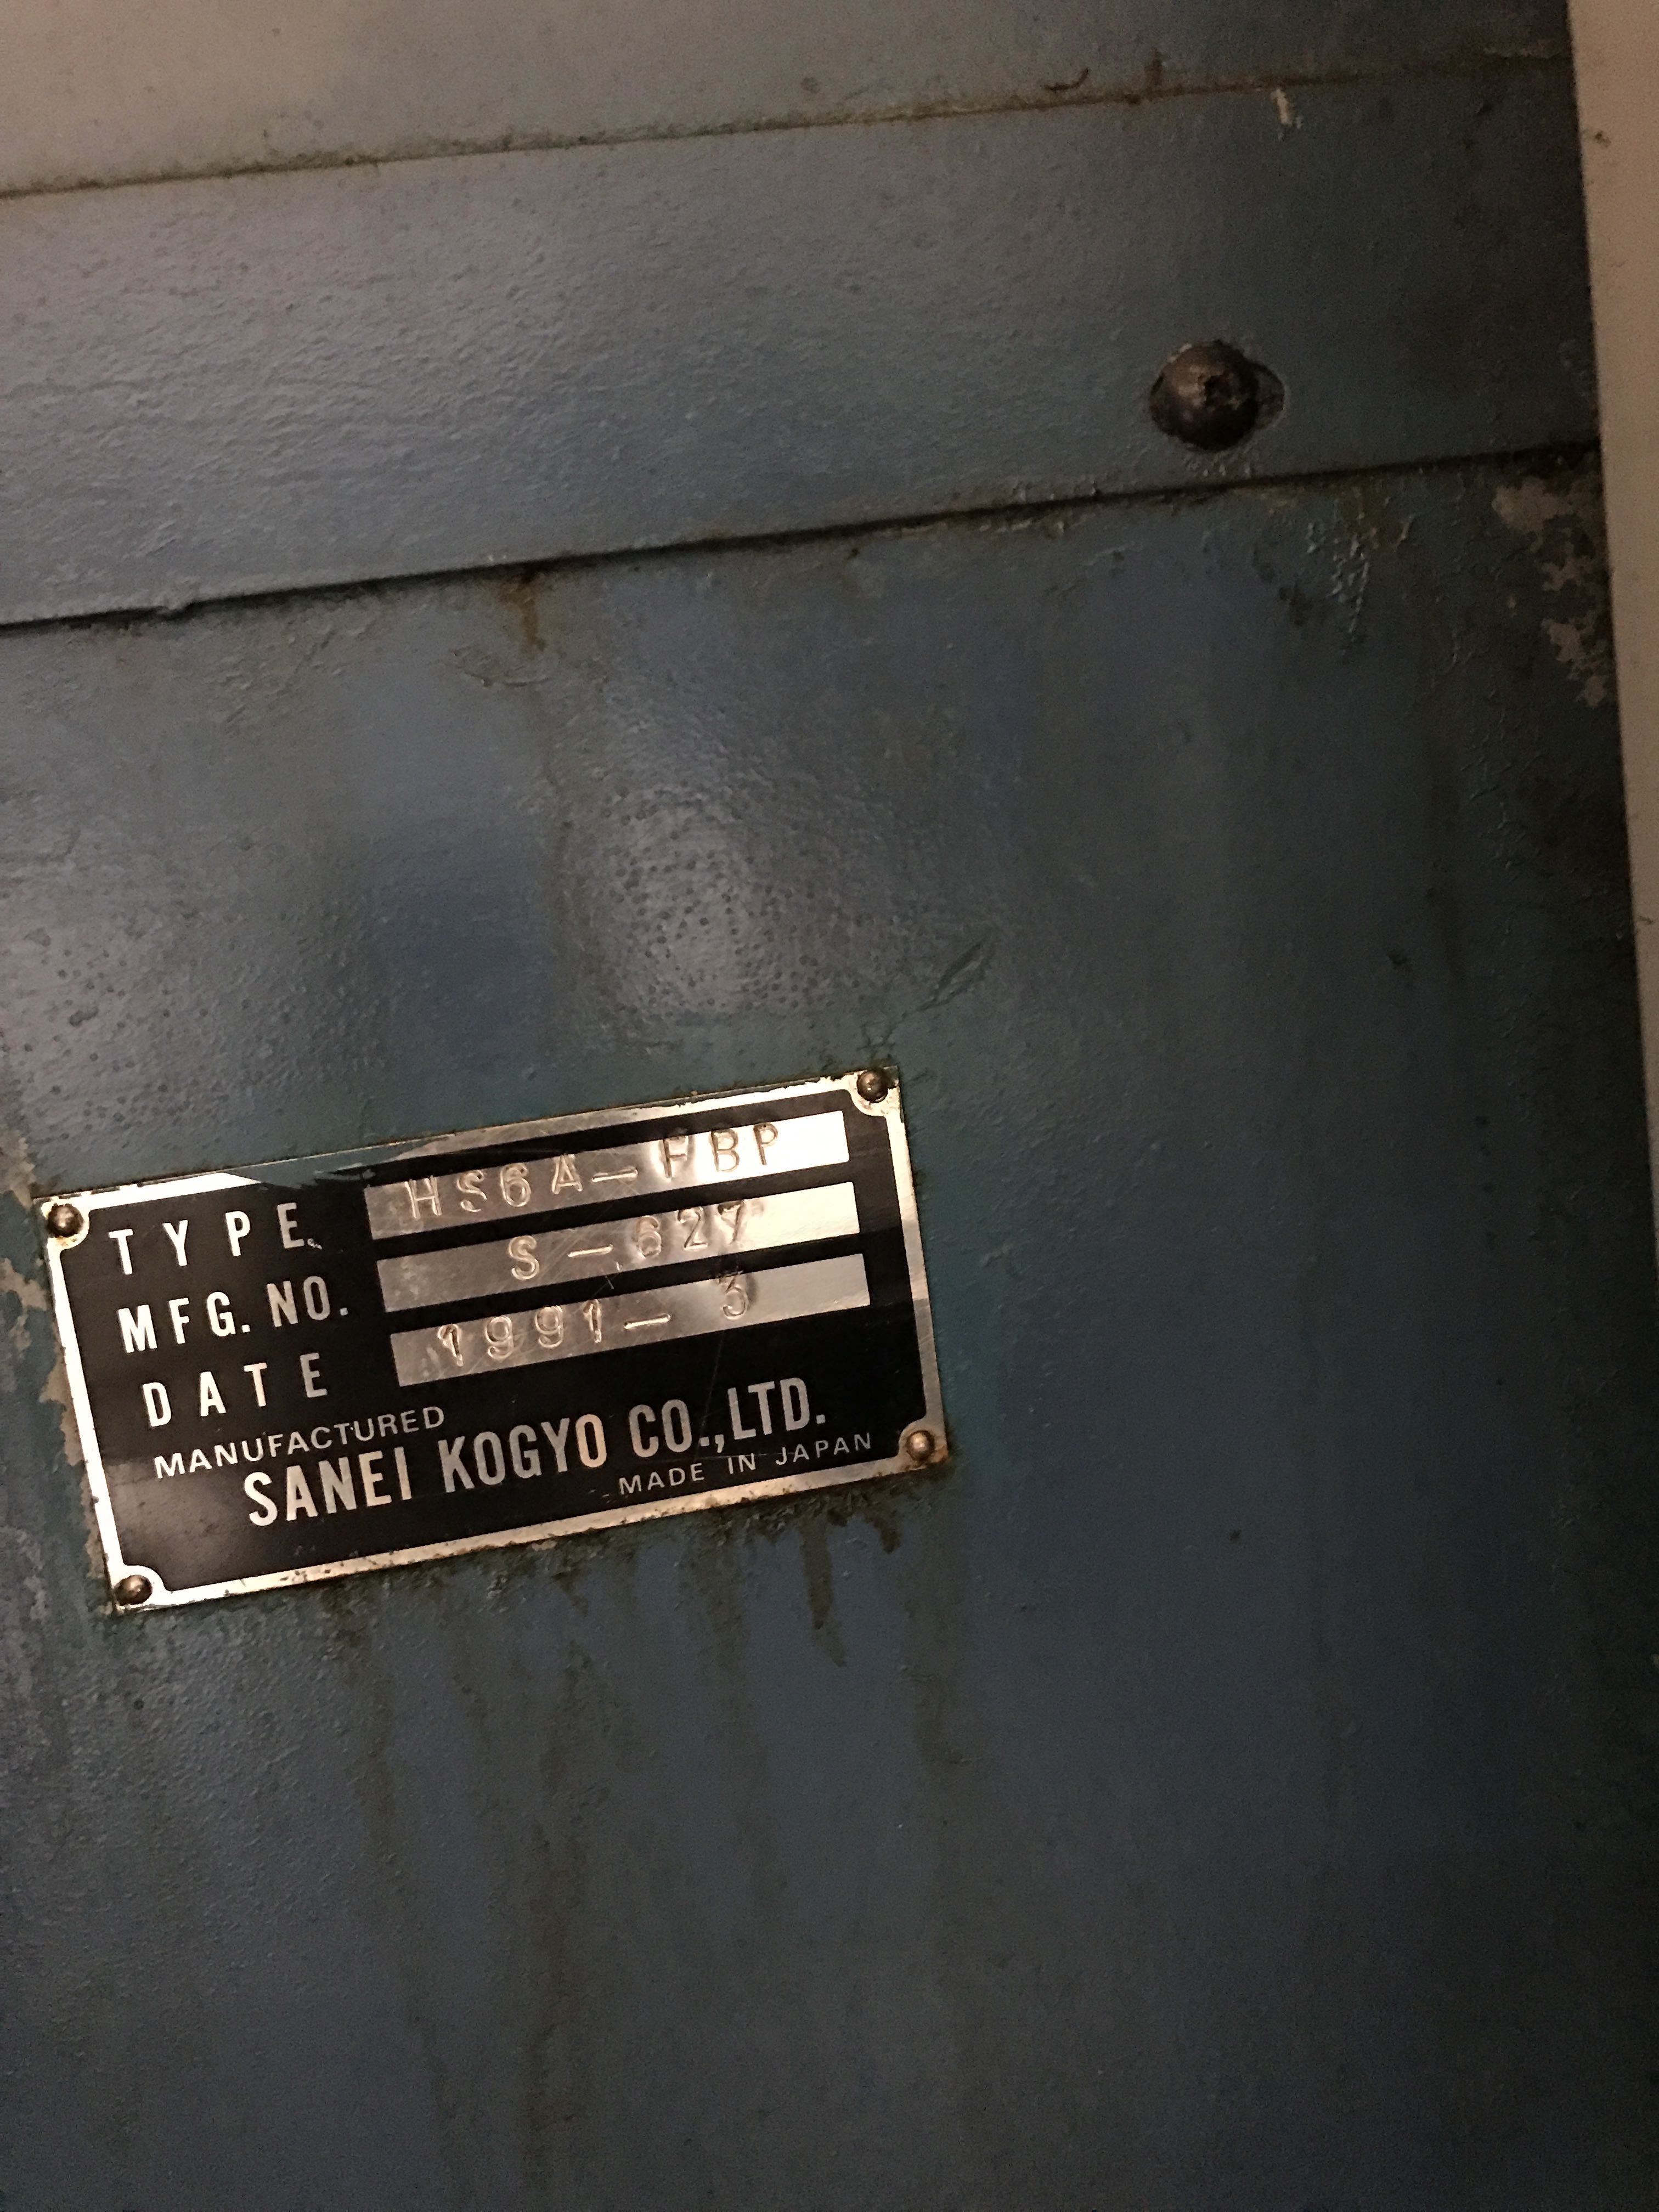 TYPE HS6A-FBP
MFG. NO. S-627
DATE 1991-3
MANUFACTURED
SANEI KOGYO CO.,LTD.
MADE IN JAPAN